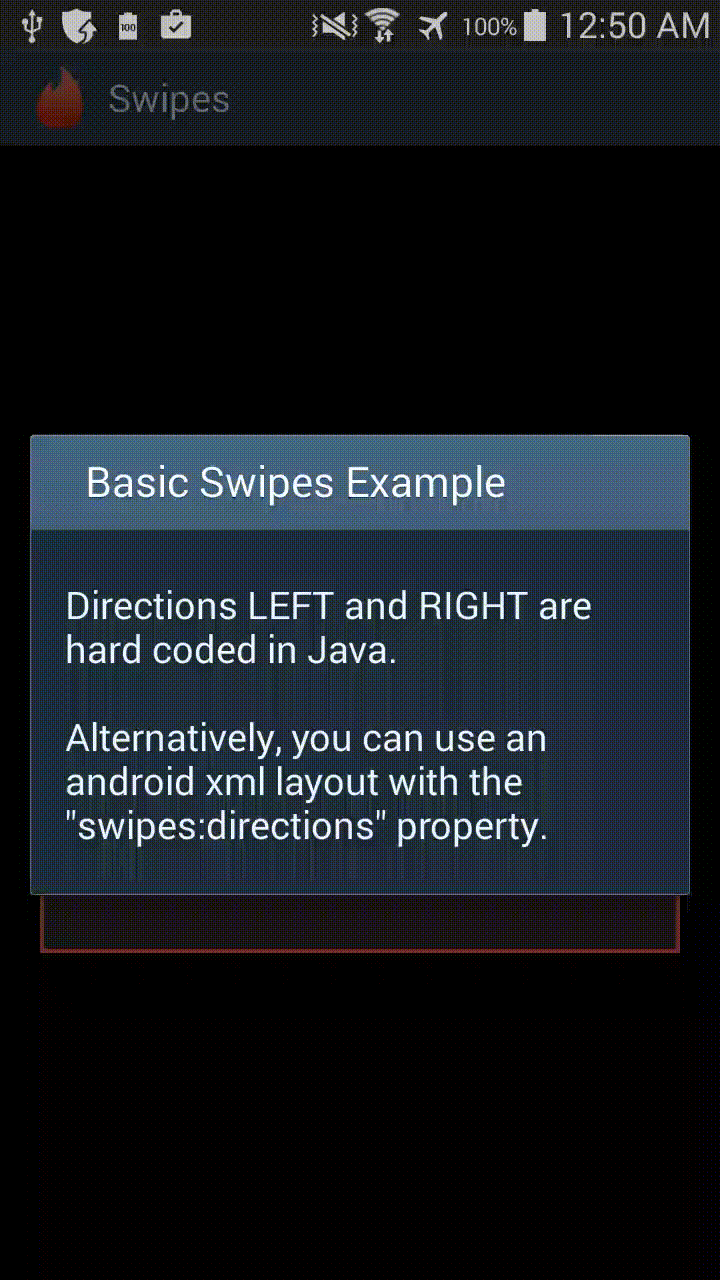 100
100% 12:50 AM
Swipes
Basic Swipes Example
Directions LEFT and RIGHT are
hard coded in Java.
Alternatively, you can use an
android xml layout with the
"swipes:directions" property.